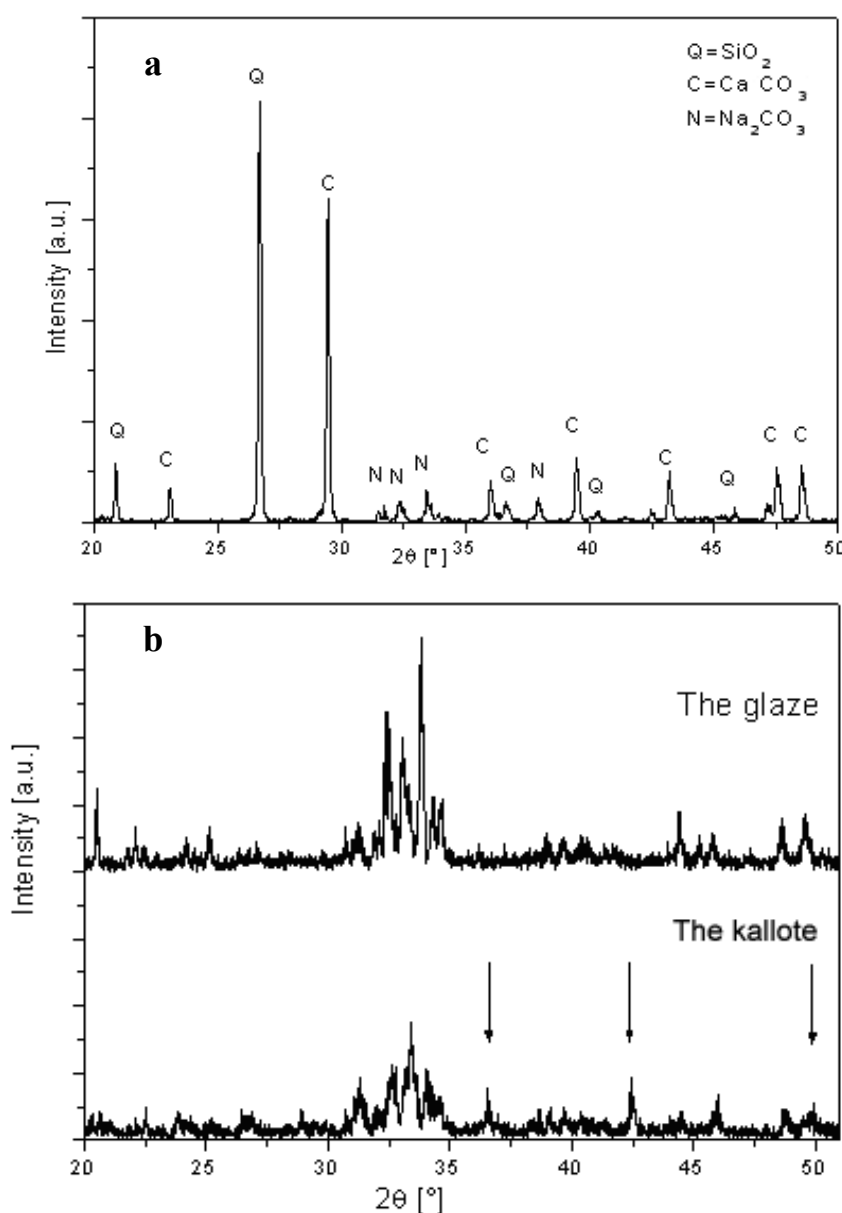 a
Q=SiO₂
C=Ca CO₃
N=Na₂CO₃
Q
C
Q
C
N
N
N
C
Q
N
C
Q
C
Q
C
C
Intensity [a.u.]
20 25 30 35 40 45 50
2θ [°]
b
The glaze
The kallote
Intensity [a.u.]
20 25 30 35 40 45 50
2θ [°]